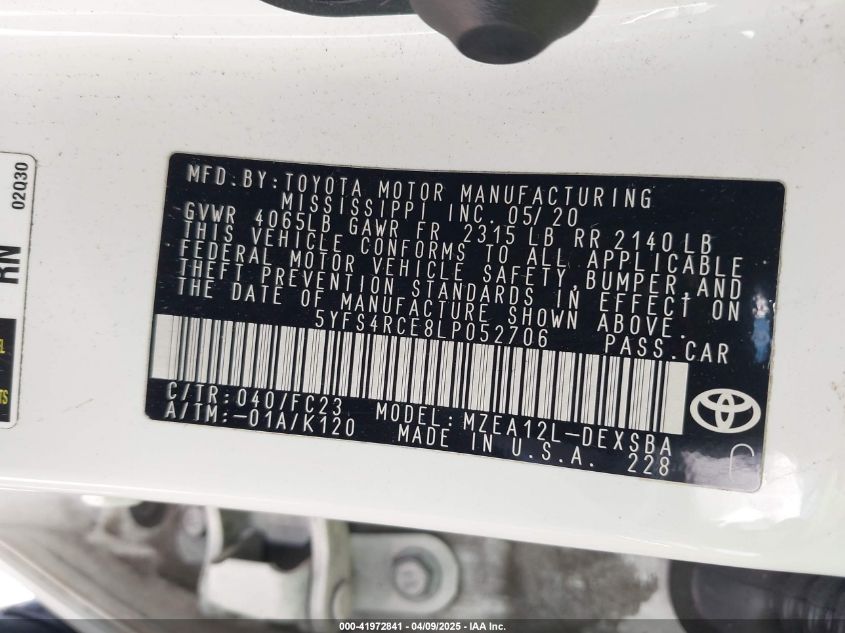 MFD.BY:TOYOTA MOTOR MANUFACTURING
MISSISSIPPI INC. 05/20
GVWR 4065LB GAWR FR 2315 LB RR 2140 LB
THIS VEHICLE CONFORMS TO ALL APPLICABLE
FEDERAL MOTOR VEHICLE SAFETY,BUMPER,AND
THEFT PREVENTION STANDARDS IN EFFECT ON
THE DATE OF MANUFACTURE SHOWN ABOVE.
5YFS4RCE8LP052706 PASS.CAR
C/TR:040/FC23 MODEL:MZEA12L-DEXSBA
A/TM:-01A/K120 MADE IN U.S.A. 228
RN 02Q30
000-41972841 / 04/09/2025 - IAA Inc.